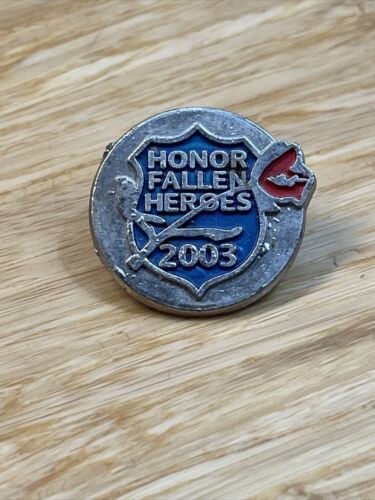 HONOR
FALLEN
HEROES
2003